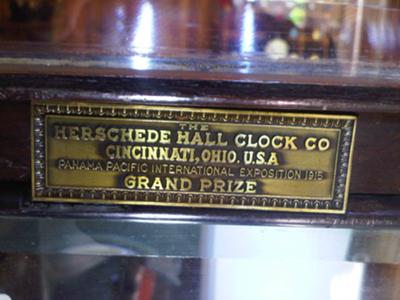 THE
HERSCHEDE HALL CLOCK CO
CINCINNATI, OHIO. U.S.A
PANAMA PACIFIC INTERNATIONAL EXPOSITION 1915
GRAND PRIZE